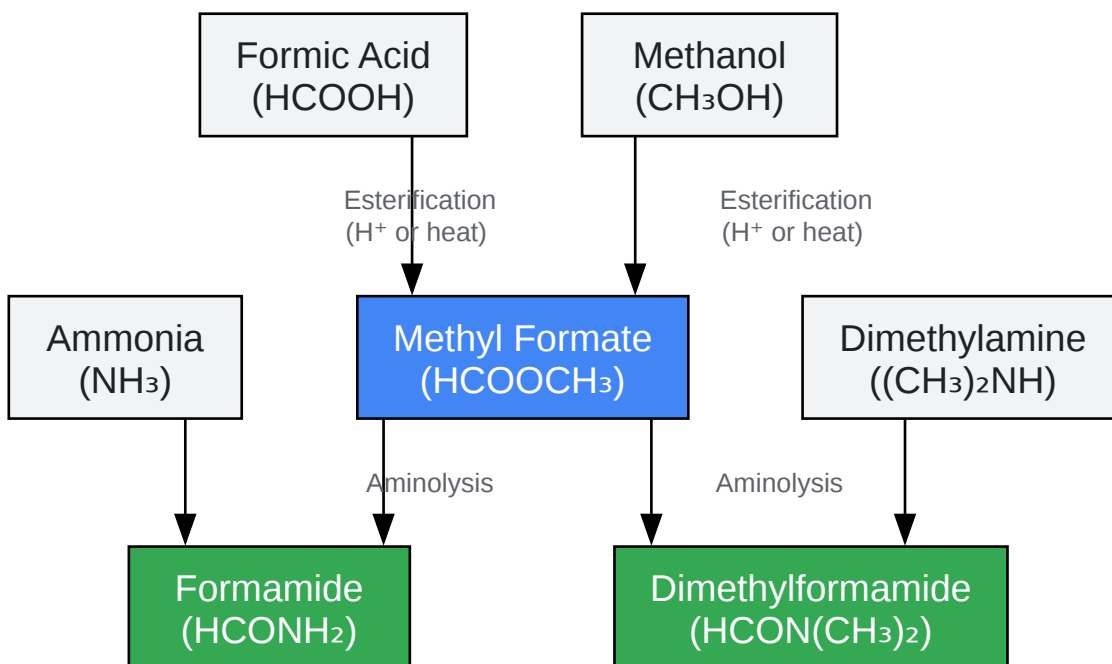 Formic Acid
(HCOOH)
Methanol
(CH₃OH)
Esterification
(H⁺ or heat)
Esterification
(H⁺ or heat)
Ammonia
(NH₃)
Methyl Formate
(HCOOCH₃)
Dimethylamine
((CH₃)₂NH)
Aminolysis
Aminolysis
Formamide
(HCONH₂)
Dimethylformamide
(HCON(CH₃)₂)